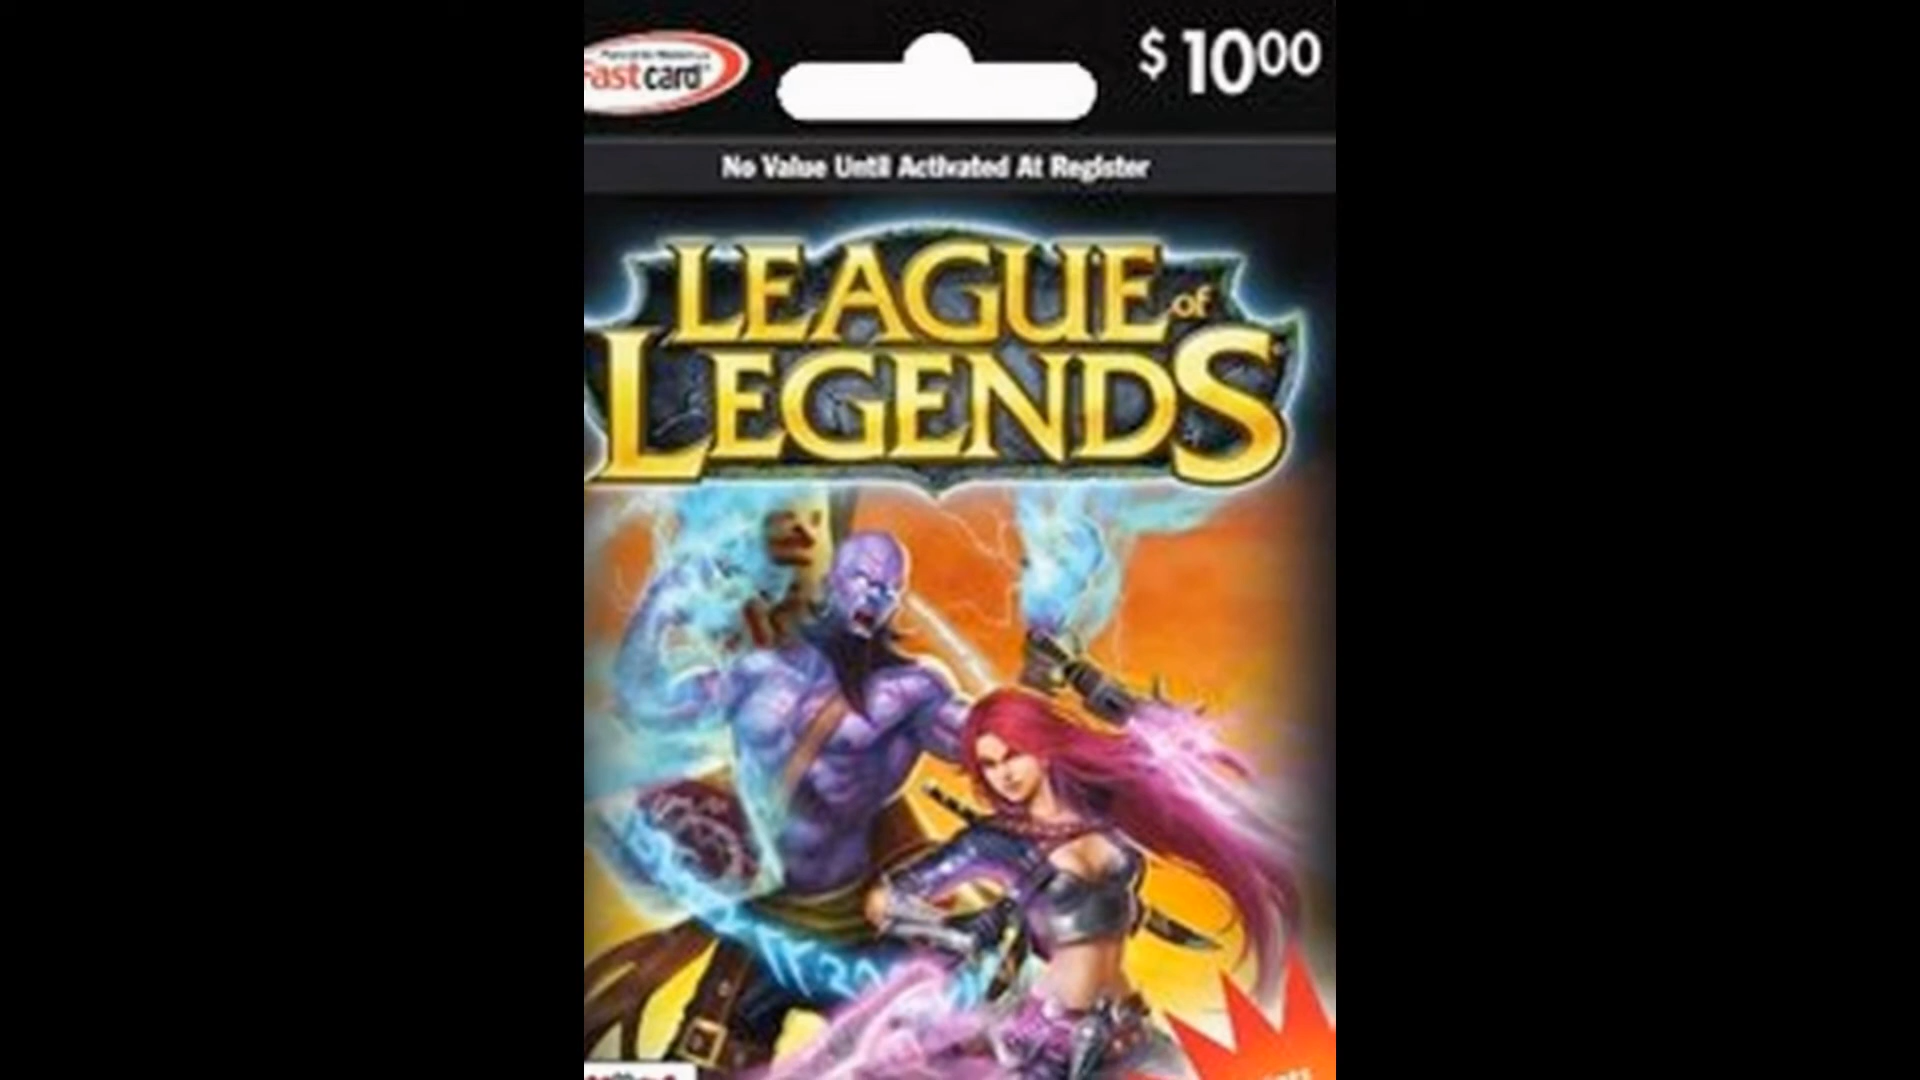 Fastcard
$ 10 00
No Value Until Activated At Register
LEAGUE of
LEGENDS